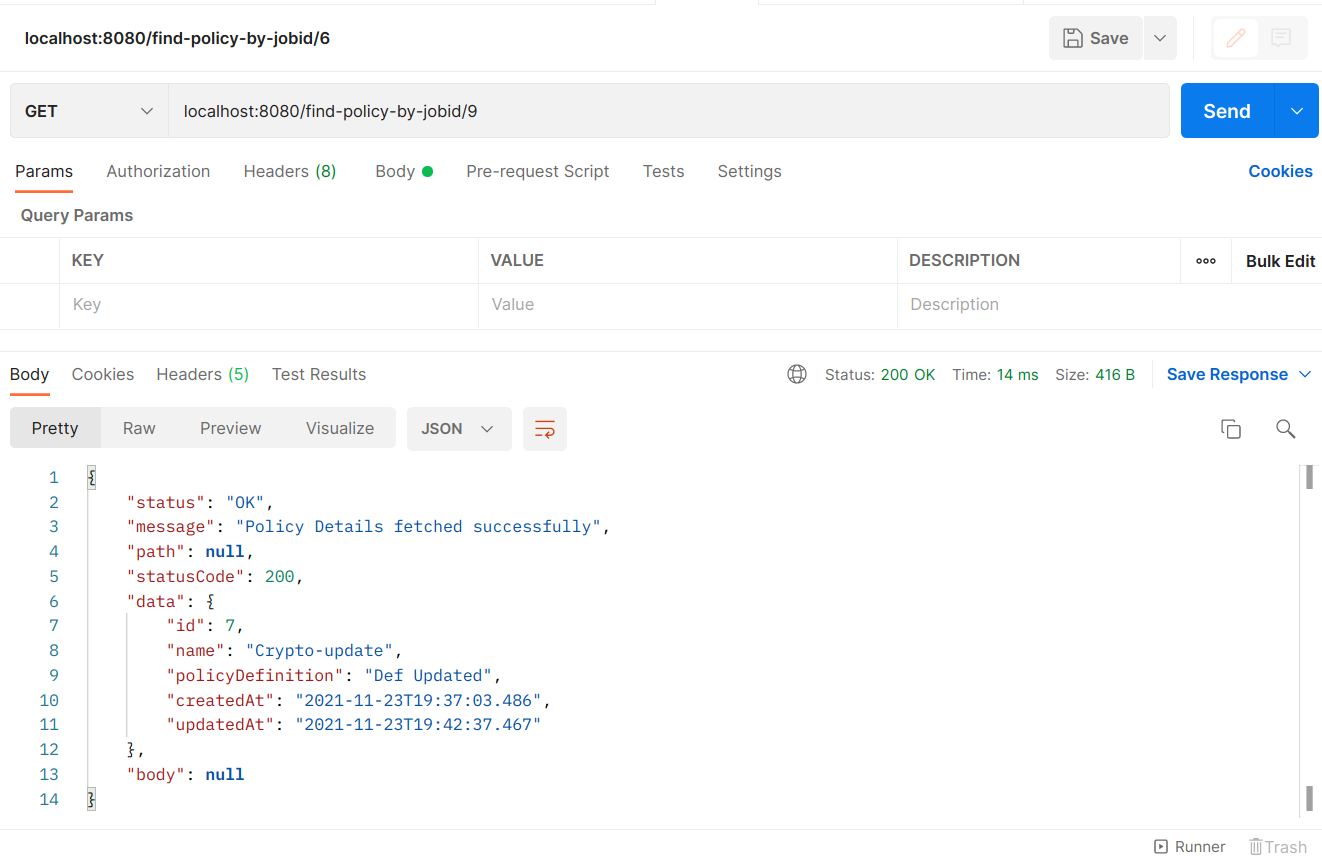 localhost:8080/find-policy-by-jobid/6
Save
GET
localhost:8080/find-policy-by-jobid/9
Send
Params Authorization Headers (8) Body Pre-request Script Tests Settings Cookies
Query Params
KEY VALUE DESCRIPTION ooo Bulk Edit
Key Value Description
Body Cookies Headers (5) Test Results Status: 200 OK Time: 14 ms Size: 416 B Save Response
Pretty Raw Preview Visualize JSON
1 {
2 "status": "OK",
3 "message": "Policy Details fetched successfully",
4 "path": null,
5 "statusCode": 200,
6 "data": {
7 "id": 7,
8 "name": "Crypto-update",
9 "policyDefinition": "Def Updated",
10 "createdAt": "2021-11-23T19:37:03.486",
11 "updatedAt": "2021-11-23T19:42:37.467"
12 },
13 "body": null
14 }
Runner Trash